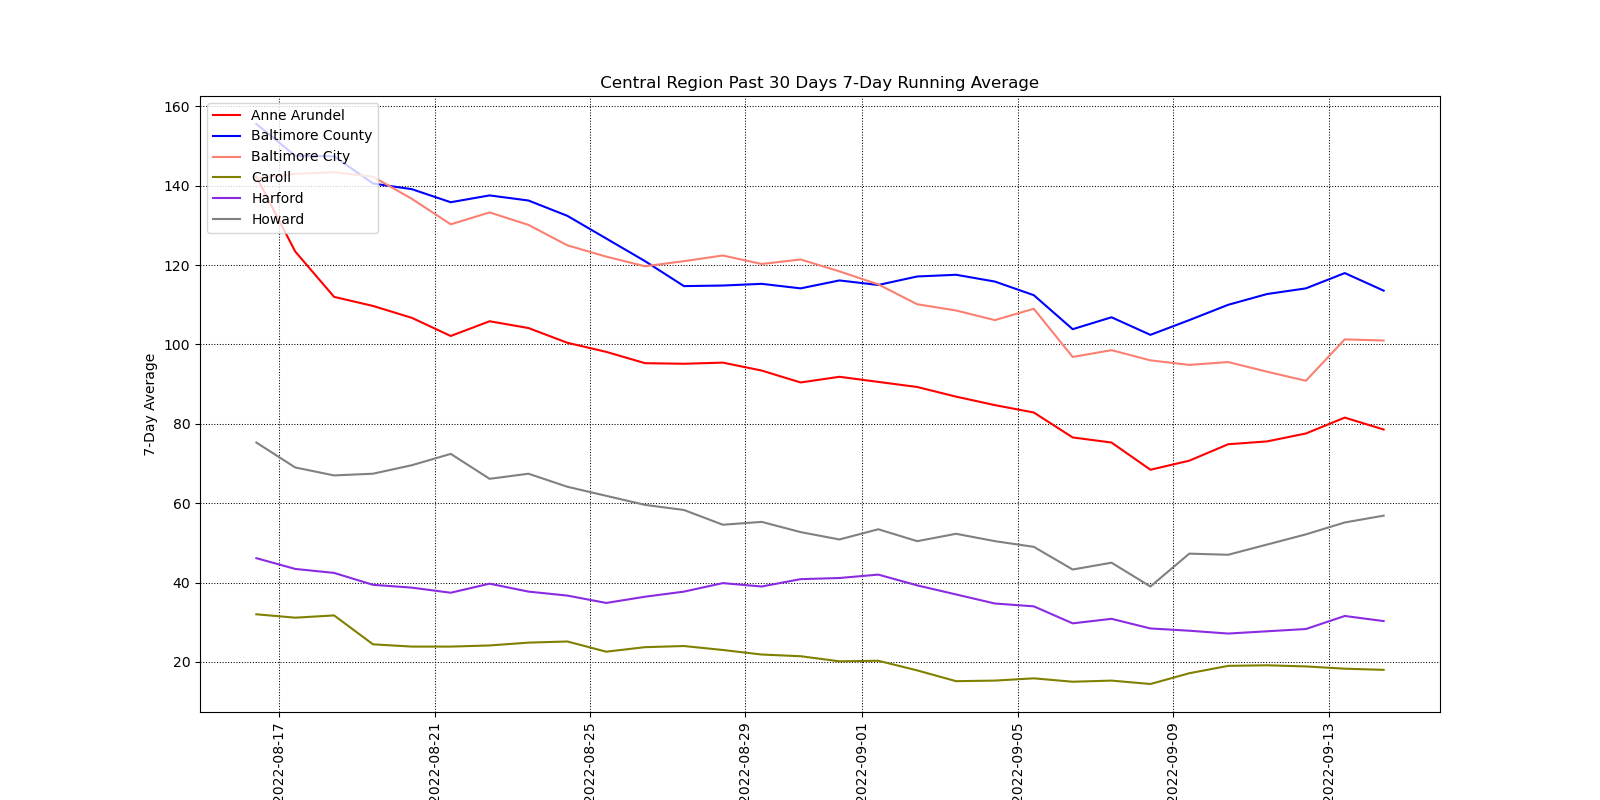 Central Region Past 30 Days 7-Day Running Average
Anne Arundel
Baltimore County
Baltimore City
Caroll
Harford
Howard
7-Day Average
160
140
120
100
80
60
40
20
2022-08-17
2022-08-21
2022-08-25
2022-08-29
2022-09-01
2022-09-05
2022-09-09
2022-09-13